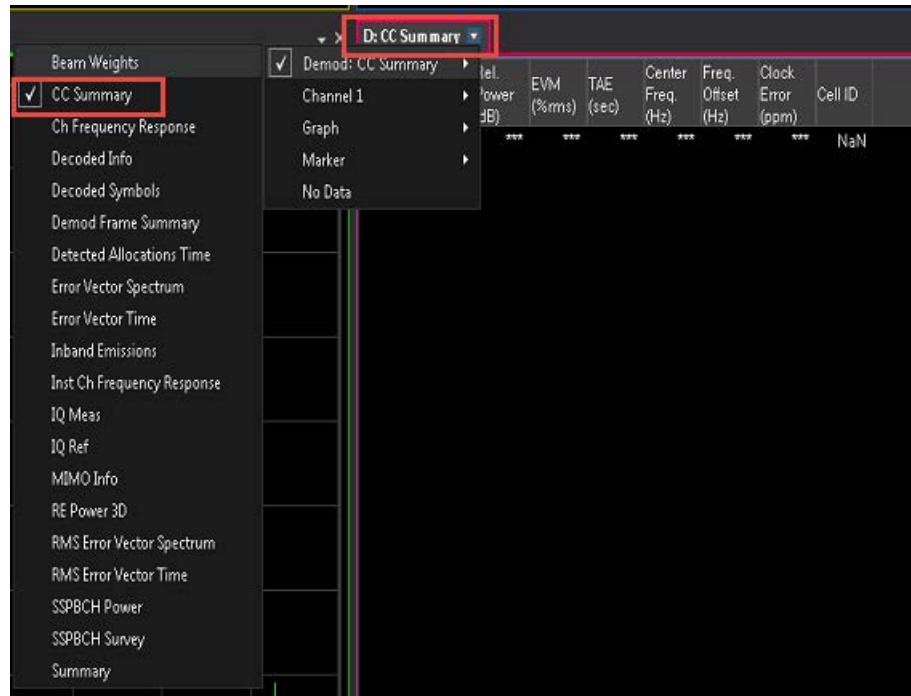 D: CC Summary
Beam Weights
CC Summary
Ch Frequency Response
Decoded Info
Decoded Symbols
Demod Frame Summary
Detected Allocations Time
Error Vector Spectrum
Error Vector Time
Inband Emissions
Inst Ch Frequency Response
IQ Meas
IQ Ref
MIMO Info
RE Power 3D
RMS Error Vector Spectrum
RMS Error Vector Time
SSPBCH Power
SSPBCH Survey
Summary
Demod: CC Summary
Channel 1
Graph
Marker
No Data
EVM
(%rms)
TAE
(sec)
Center
Freq.
(Hz)
Freq.
Offset
(Hz)
Clock
Error
(ppm)
Cell ID
*** *** *** *** *** *** NaN